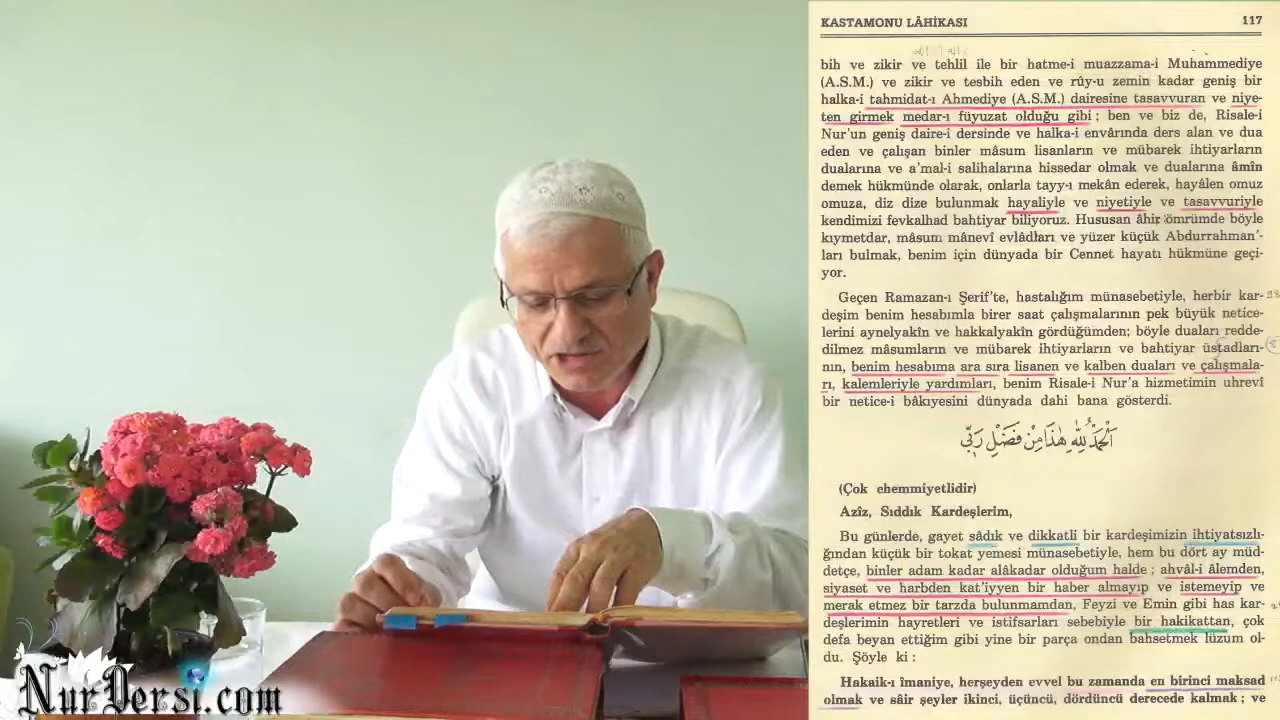 KASTAMONU LÂHİKASI 117
bih ve zikir ve tehlil ile bir hatme-i muazzama-i Muhammediye
(A.S.M.) ve zikir ve tesbih eden ve rûy-u zemin kadar geniş bir
halka-i tahmidat-ı Ahmediye (A.S.M.) dairesine tasavvuran ve niye-
ten girmek medar-ı füyuzat olduğu gibi; ben ve biz de, Risale-i
Nur'un geniş daire-i dersinde ve halka-i envârında ders alan ve dua
eden ve çalışan binler mâsum lisanların ve mübarek ihtiyarların
dualarına ve a'mal-i salihalarına hissedar olmak ve dualarına âmîn
demek hükmünde olarak, onlarla tayy-ı mekân ederek, hayâlen omuz
omuza, diz dize bulunmak hayaliyle ve niyetiyle ve tasavvuriyle
kendimizi fevkalhad bahtiyar biliyoruz. Hususan âhir ömrümde böyle
kıymetdar, mâsum mânevî evlâdları ve yüzer küçük Abdurrahman'-
ları bulmak, benim için dünyada bir Cennet hayatı hükmüne geçi-
yor.
Geçen Ramazan-ı Şerif'te, hastalığım münasebetiyle, herbir kar-
deşim benim hesabımla birer saat çalışmalarının pek büyük netice-
lerini aynelyakîn ve hakkalyakîn gördüğümden; böyle duaları redde-
dilmez mâsumların ve mübarek ihtiyarların ve bahtiyar üstadları-
nın, benim hesabıma ara sıra lisanen ve kalben duaları ve çalışmala-
rı, kalemleriyle yardımları, benim Risale-i Nur'a hizmetimin uhrevî
bir netice-i bâkıyesini dünyada dahi bana gösterdi.
اَلْحَمْدُ لِلّٰهِ هٰذَا مِنْ فَضْلِ رَبِّى
(Çok ehemmiyetlidir)
Azîz, Sıddık Kardeşlerim,
Bu günlerde, gayet sâdık ve dikkatli bir kardeşimizin ihtiyatsızlı-
ğından küçük bir tokat yemesi münasebetiyle, hem bu dört ay müd-
detçe, binler adam kadar alâkadar olduğum halde; ahvâl-i âlemden,
siyaset ve harbden kat'iyyen bir haber almayıp ve istemeyip ve
merak etmez bir tarzda bulunmamdan, Feyzi ve Emin gibi has kar-
deşlerimin hayretleri ve istifsarları sebebiyle bir hakikattan, çok
defa beyan ettiğim gibi yine bir parça ondan bahsetmek lüzum ol-
du. Şöyle ki:
Hakaik-ı îmaniye, herşeyden evvel bu zamanda en birinci maksad
olmak ve sâir şeyler ikinci, üçüncü, dördüncü derecede kalmak; ve
NurDersi.com